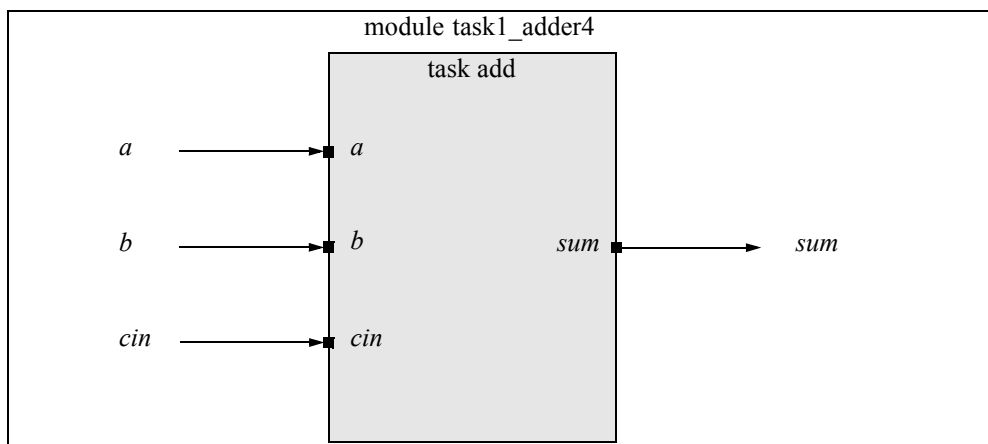 module task1_adder4
task add
a a
b b sum sum
cin cin